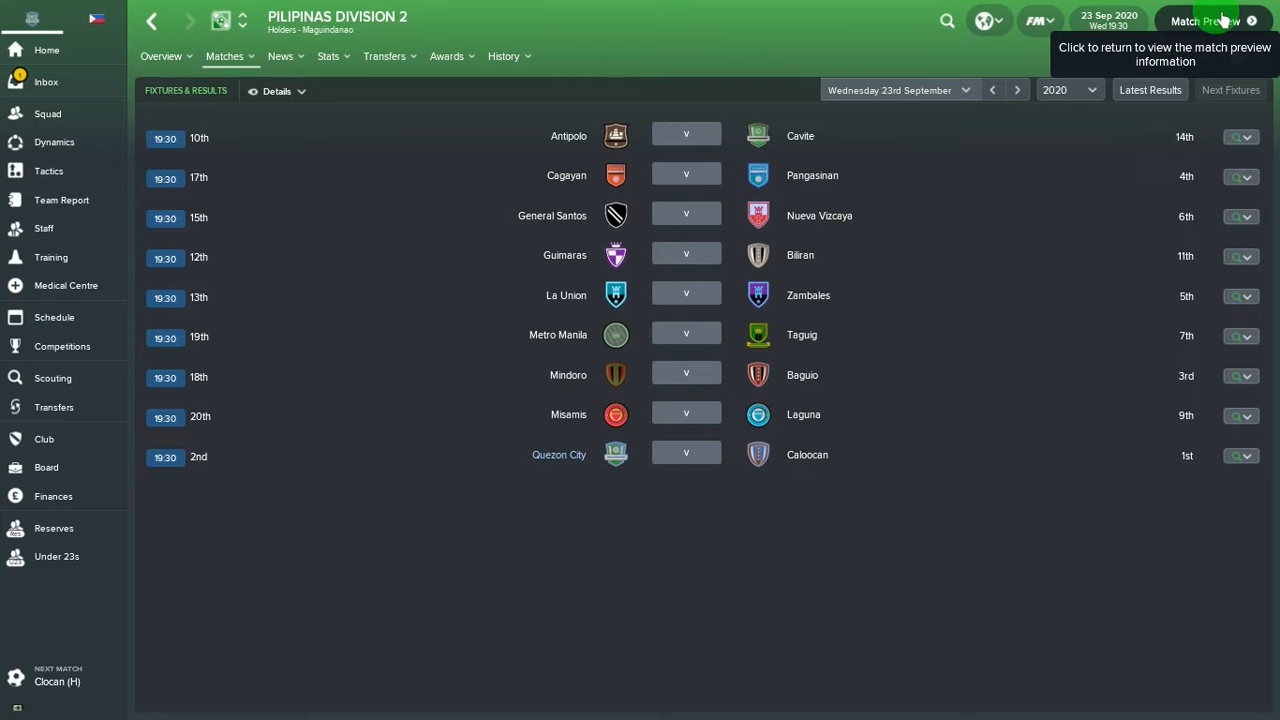 PILIPINAS DIVISION 2
Holders - Maguindanao
23 Sep 2020
Wed 19:30
Match Preview
FM
Click to return to view the match preview
information
Overview
Matches
News
Stats
Transfers
Awards
History
Home
1
Inbox
Squad
Dynamics
Tactics
Team Report
Staff
Training
Medical Centre
Schedule
Competitions
Scouting
Transfers
Club
Board
Finances
Res
Reserves
U23
Under 23s
NEXT MATCH
Clocan (H)
FIXTURES & RESULTS
Details
Wednesday 23rd September
2020
Latest Results
Next Fixtures
19:30 10th Antipolo v Cavite 14th
19:30 17th Cagayan v Pangasinan 4th
19:30 15th General Santos v Nueva Vizcaya 6th
19:30 12th Guimaras v Biliran 11th
19:30 13th La Union v Zambales 5th
19:30 19th Metro Manila v Taguig 7th
19:30 18th Mindoro v Baguio 3rd
19:30 20th Misamis v Laguna 9th
19:30 2nd Quezon City v Caloocan 1st